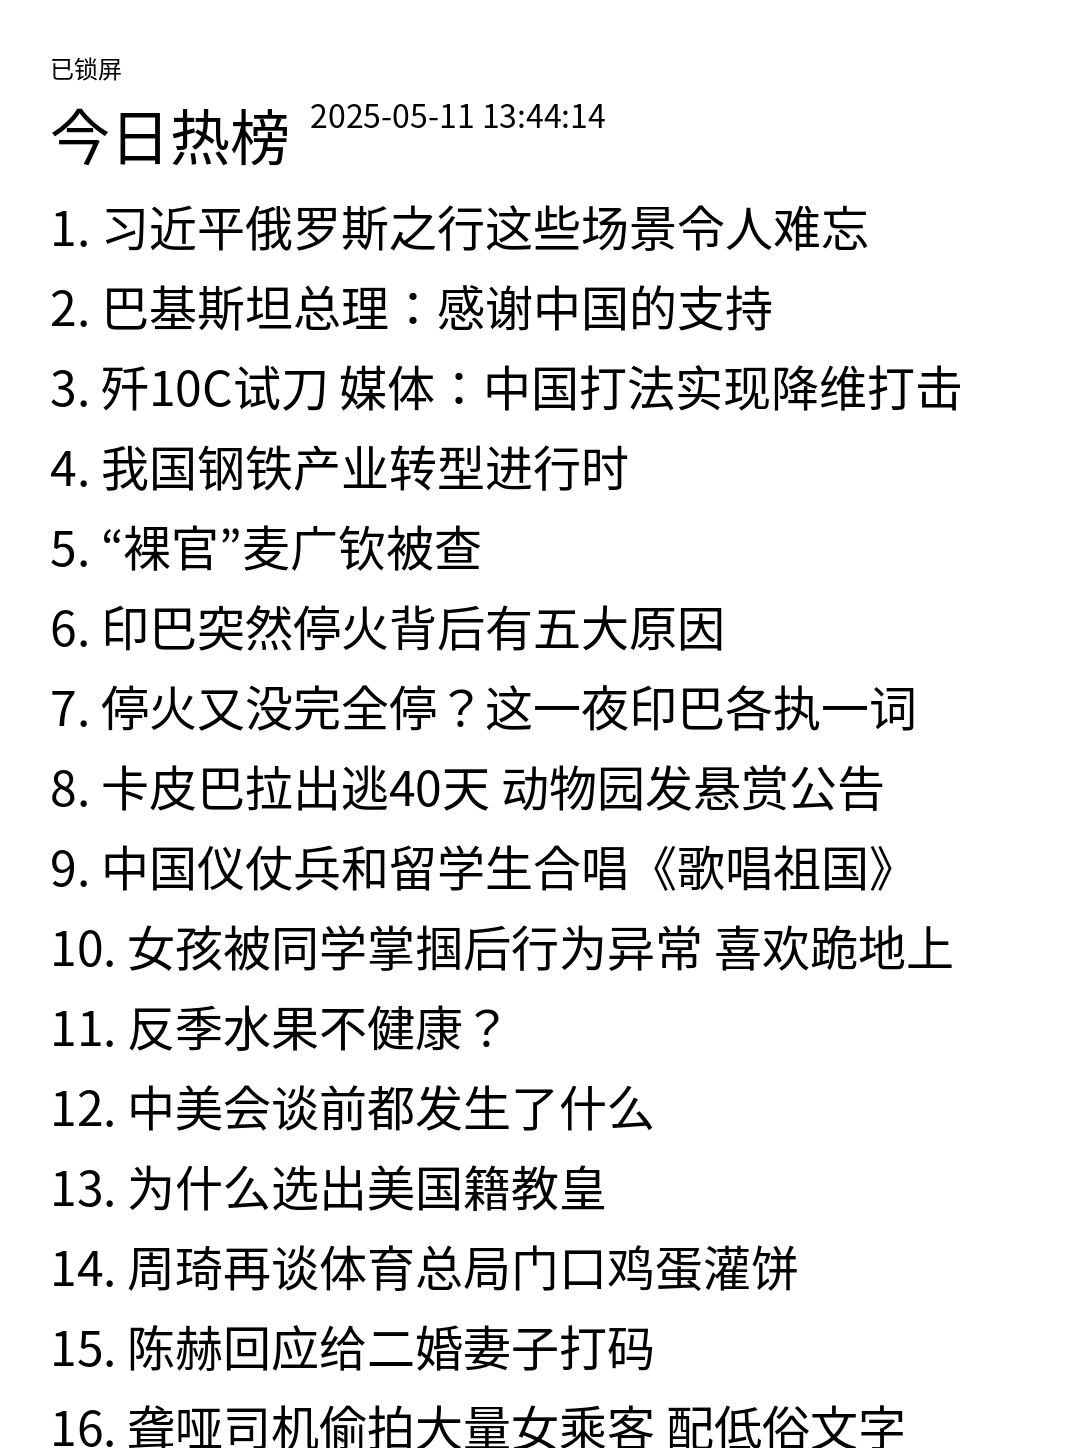 已锁屏
今日热榜 2025-05-11 13:44:14
1. 习近平俄罗斯之行这些场景令人难忘
2. 巴基斯坦总理：感谢中国的支持
3. 歼10C试刀 媒体：中国打法实现降维打击
4. 我国钢铁产业转型进行时
5. “裸官”麦广钦被查
6. 印巴突然停火背后有五大原因
7. 停火又没完全停？这一夜印巴各执一词
8. 卡皮巴拉出逃40天 动物园发悬赏公告
9. 中国仪仗兵和留学生合唱《歌唱祖国》
10. 女孩被同学掌掴后行为异常 喜欢跪地上
11. 反季水果不健康？
12. 中美会谈前都发生了什么
13. 为什么选出美国籍教皇
14. 周琦再谈体育总局门口鸡蛋灌饼
15. 陈赫回应给二婚妻子打码
16. 聋哑司机偷拍大量女乘客 配低俗文字